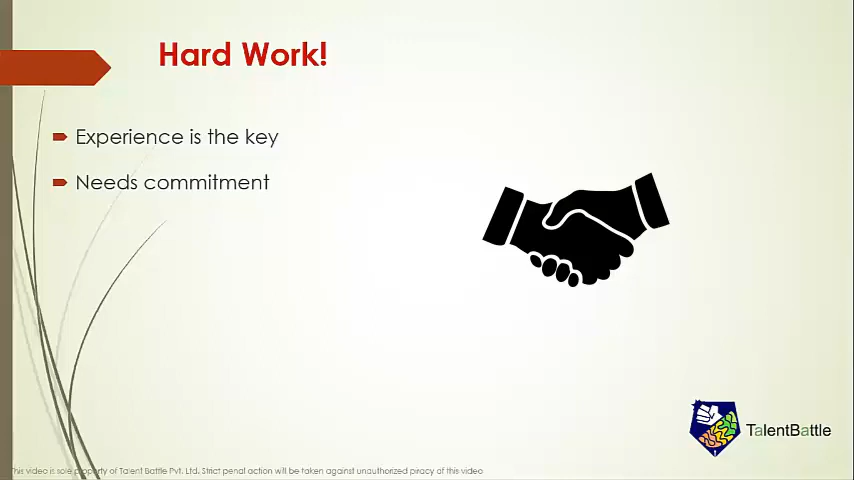 Hard Work!
Experience is the key
Needs commitment
TalentBattle
This video is sole property of Talent Battle Pvt. Ltd. Strict penal action will be taken against unauthorized piracy of this video